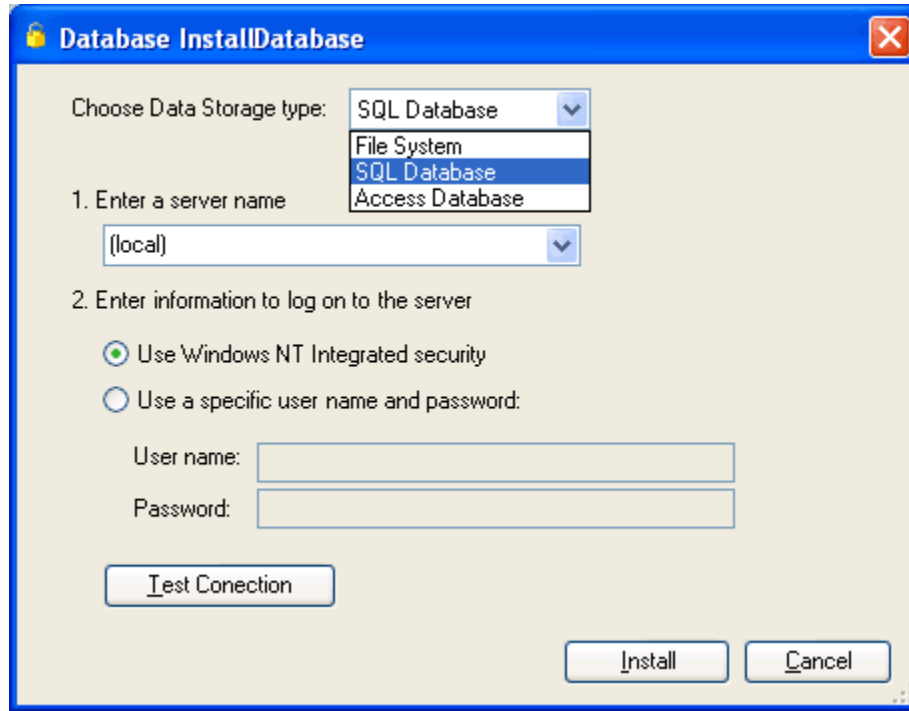 Database InstallDatabase
Choose Data Storage type: SQL Database
File System
SQL Database
Access Database
1. Enter a server name
(local)
2. Enter information to log on to the server
Use Windows NT Integrated security
Use a specific user name and password:
User name:
Password:
Test Conection
Install Cancel